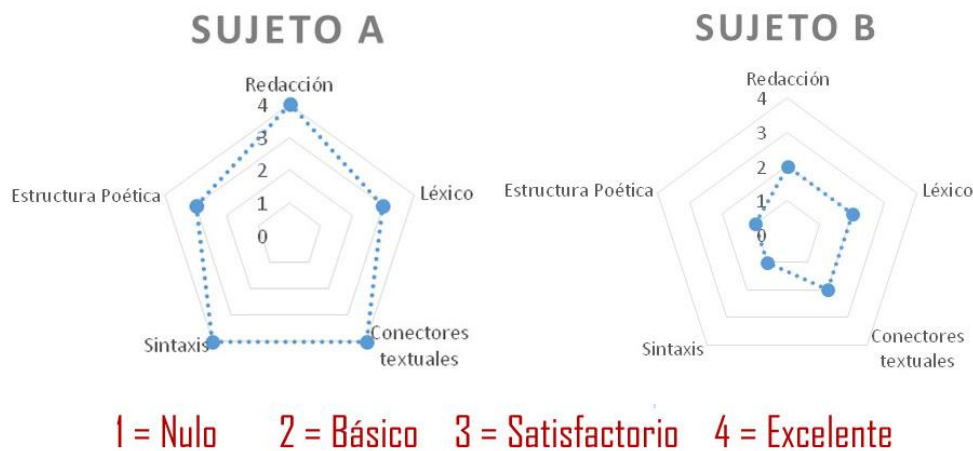 SUJETO A
Redacción
4
3
2
1
0
Estructura Poética
Léxico
Sintaxis
Conectores
textuales
SUJETO B
Redacción
4
3
2
1
0
Estructura Poética
Léxico
Sintaxis
Conectores
textuales
1 = Nulo 2 = Básico 3 = Satisfactorio 4 = Excelente